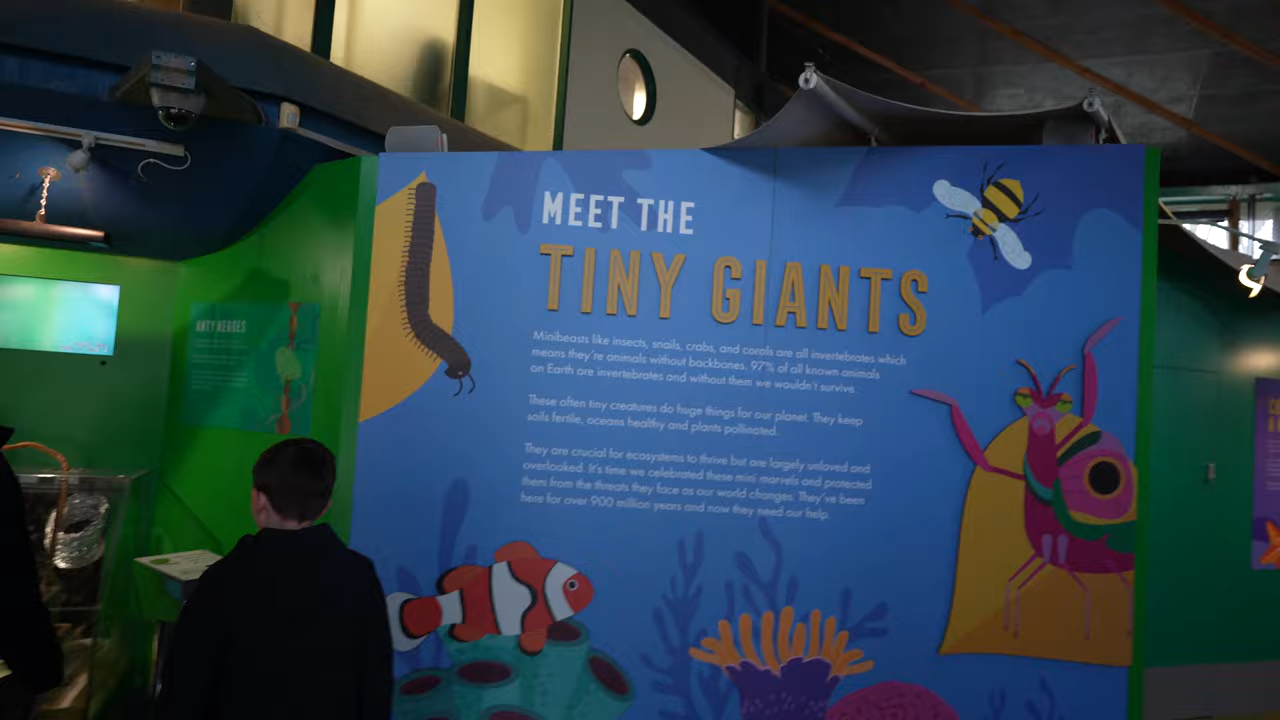 MEET THE
TINY GIANTS
Minibeasts like insects, snails, crabs, and corals are all invertebrates which
means they're animals without backbones. 97% of all known animals
on Earth are invertebrates and without them we wouldn't survive.
These often tiny creatures do huge things for our planet. They keep
soils fertile, oceans healthy and plants pollinated.
They are crucial for ecosystems to thrive but are largely unloved and
overlooked. It's time we celebrated these mini marvels and protected
them from the threats they face as our world changes. They've been
here for over 900 million years and now they need our help.
ANTY HEROES